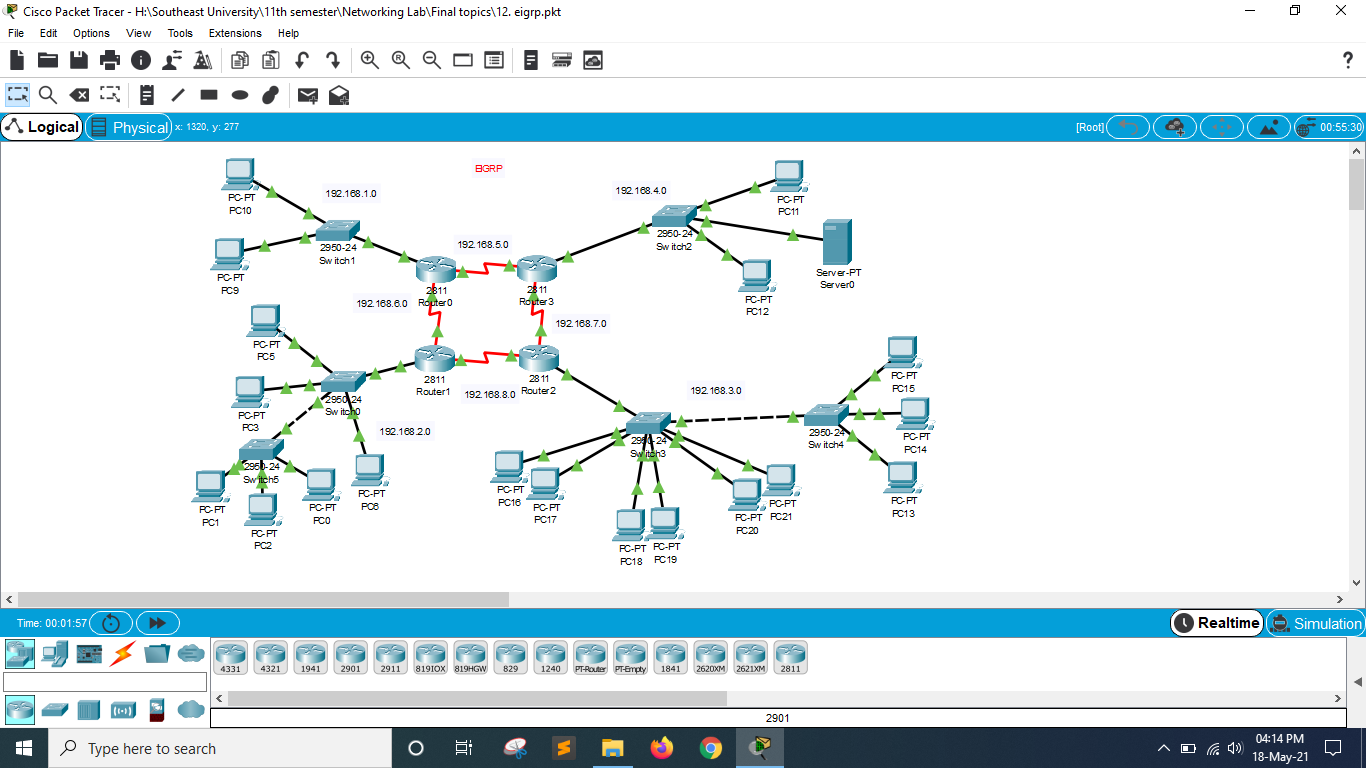 Cisco Packet Tracer - H:\Southeast University\11th semester\Networking Lab\Final topics\12. eigrp.pkt
File Edit Options View Tools Extensions Help
Logical Physical x: 1320, y: 277 [Root] 00:55:30
EIGRP
PC-PT
PC10
192.168.1.0
2950-24
Switch1
PC-PT
PC9
192.168.5.0
192.168.4.0
PC-PT
PC11
2950-24
Switch2
Server-PT
Server0
PC-PT
PC12
2811
Router0
2811
Router3
192.168.6.0
192.168.7.0
PC-PT
PC5
2811
Router1
2811
Router2
192.168.8.0
192.168.3.0
PC-PT
PC3
2950-24
Switch0
192.168.2.0
2950-24
Switch5
PC-PT
PC1
PC-PT
PC2
PC-PT
PC0
PC-PT
PC6
2950-24
Switch3
2950-24
Switch4
PC-PT
PC15
PC-PT
PC14
PC-PT
PC13
PC-PT
PC16
PC-PT
PC17
PC-PT
PC18
PC-PT
PC19
PC-PT
PC20
PC-PT
PC21
Time: 00:01:57 Realtime Simulation
4331 4321 1941 2901 2911 819IOX 819HGW 829 1240 PT-Router PT-Empty 1841 2620XM 2621XM 2811
2901
Type here to search
04:14 PM
18-May-21